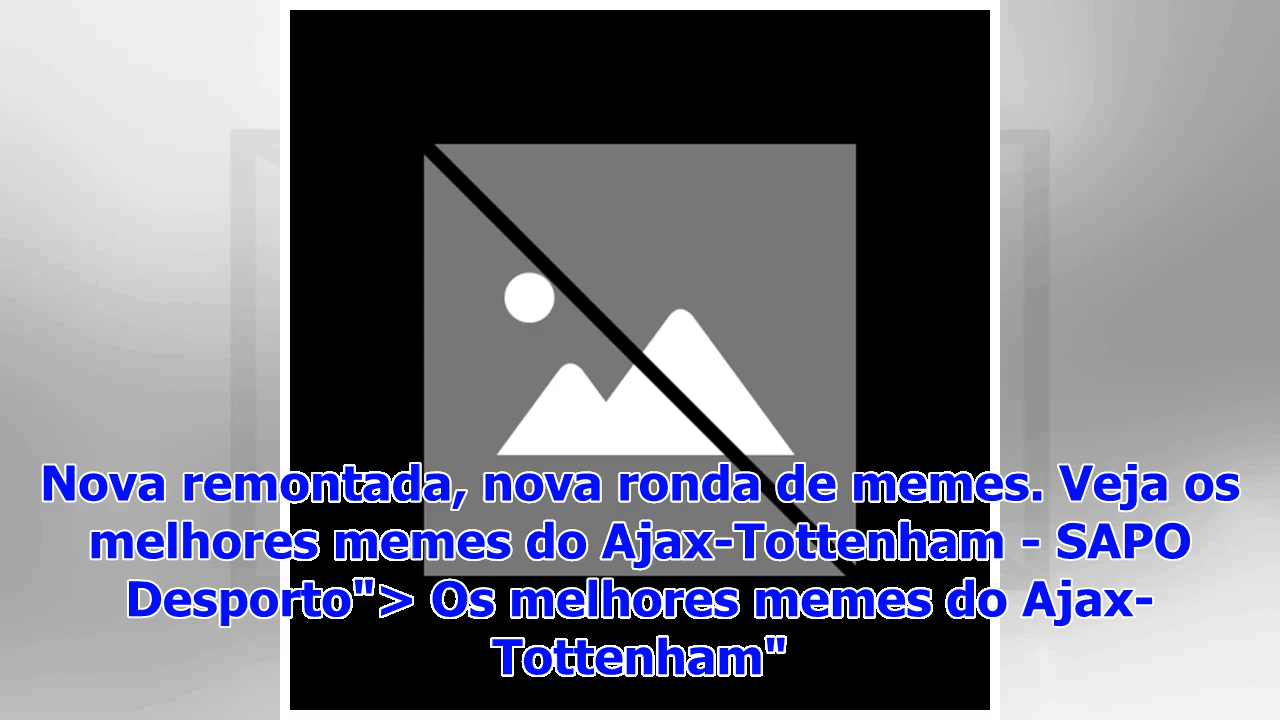 Nova remontada, nova ronda de memes. Veja os
melhores memes do Ajax-Tottenham - SAPO
Desporto"> Os melhores memes do Ajax-
Tottenham"